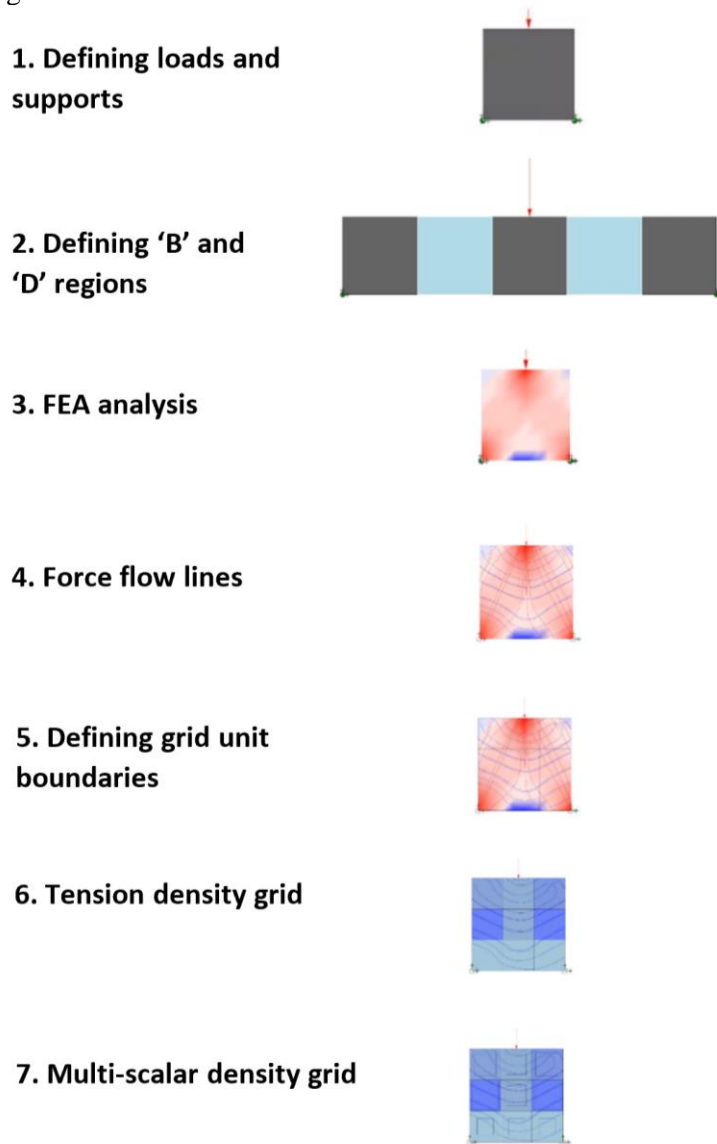 1. Defining loads and
supports
2. Defining ‘B’ and
‘D’ regions
3. FEA analysis
4. Force flow lines
5. Defining grid unit
boundaries
6. Tension density grid
7. Multi-scalar density grid